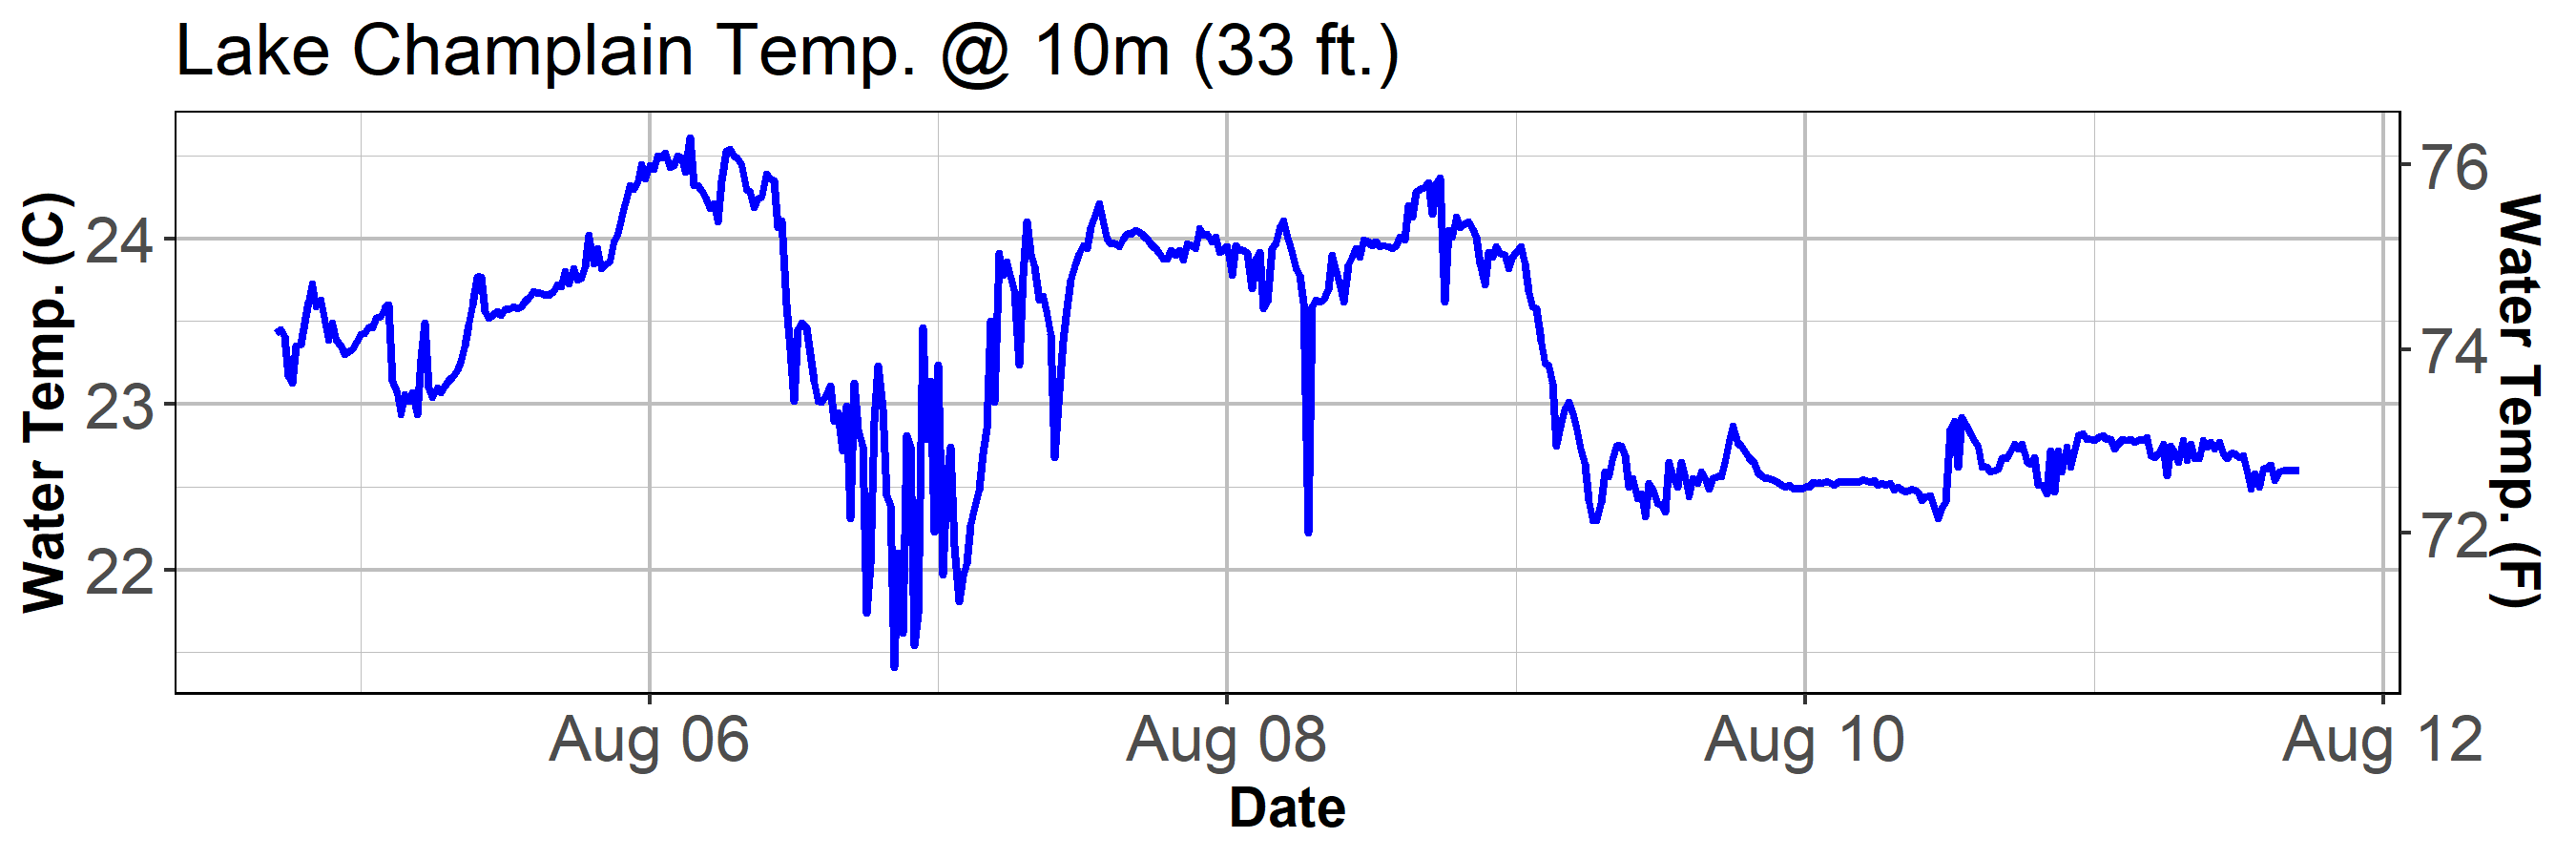 Lake Champlain Temp. @ 10m (33 ft.)
Water Temp. (C)
24
23
22
76
74
72
Water Temp. (F)
Aug 06
Aug 08
Aug 10
Aug 12
Date